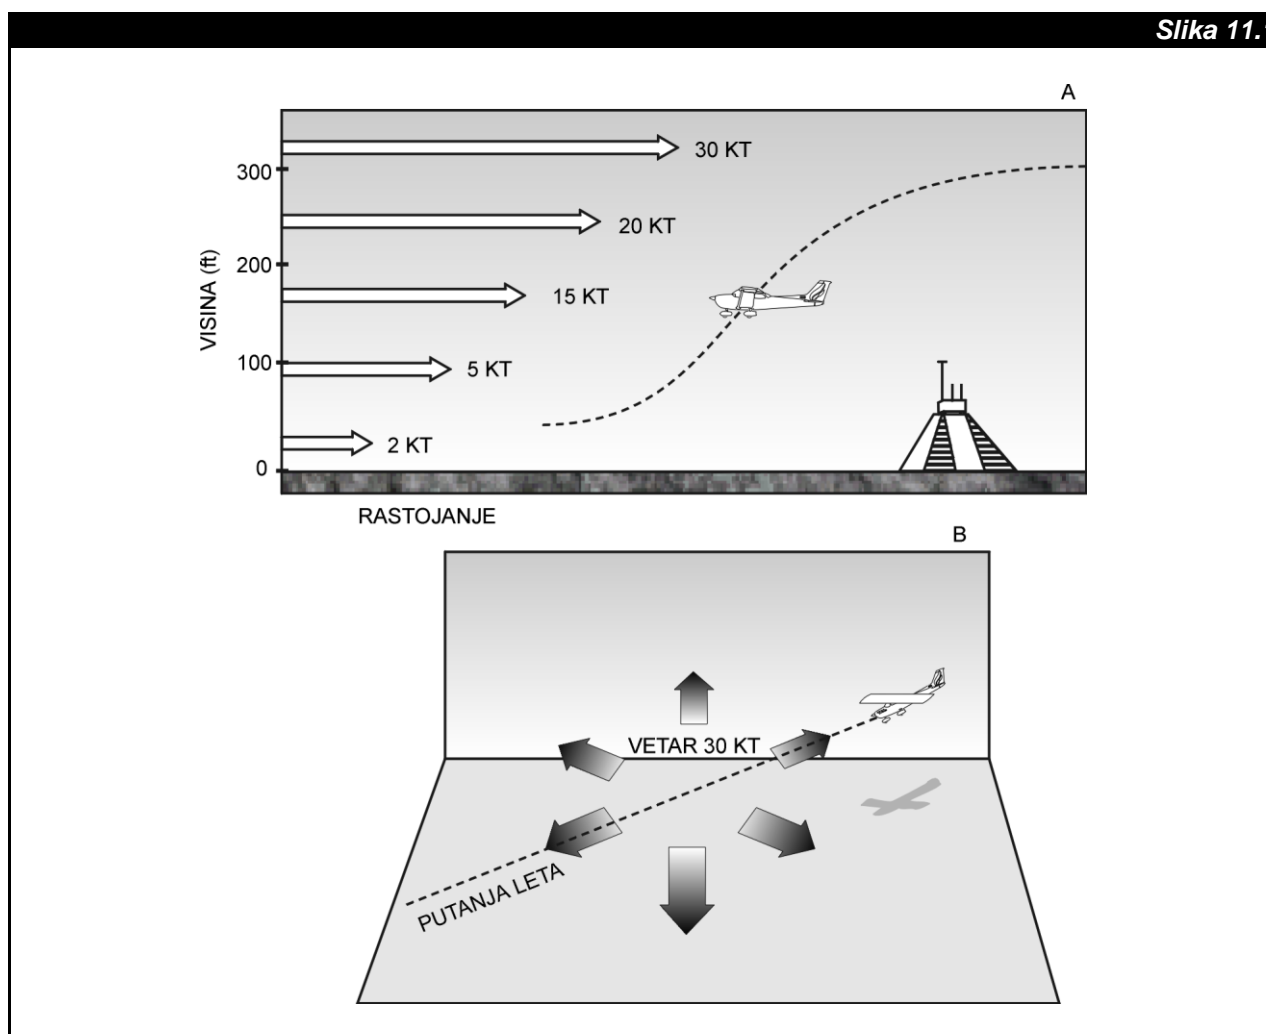 Slika 11.
A
30 KT
300
20 KT
200
15 KT
VISINA (ft)
100
5 KT
2 KT
0
RASTOJANJE
B
VETAR 30 KT
PUTANJA LETA